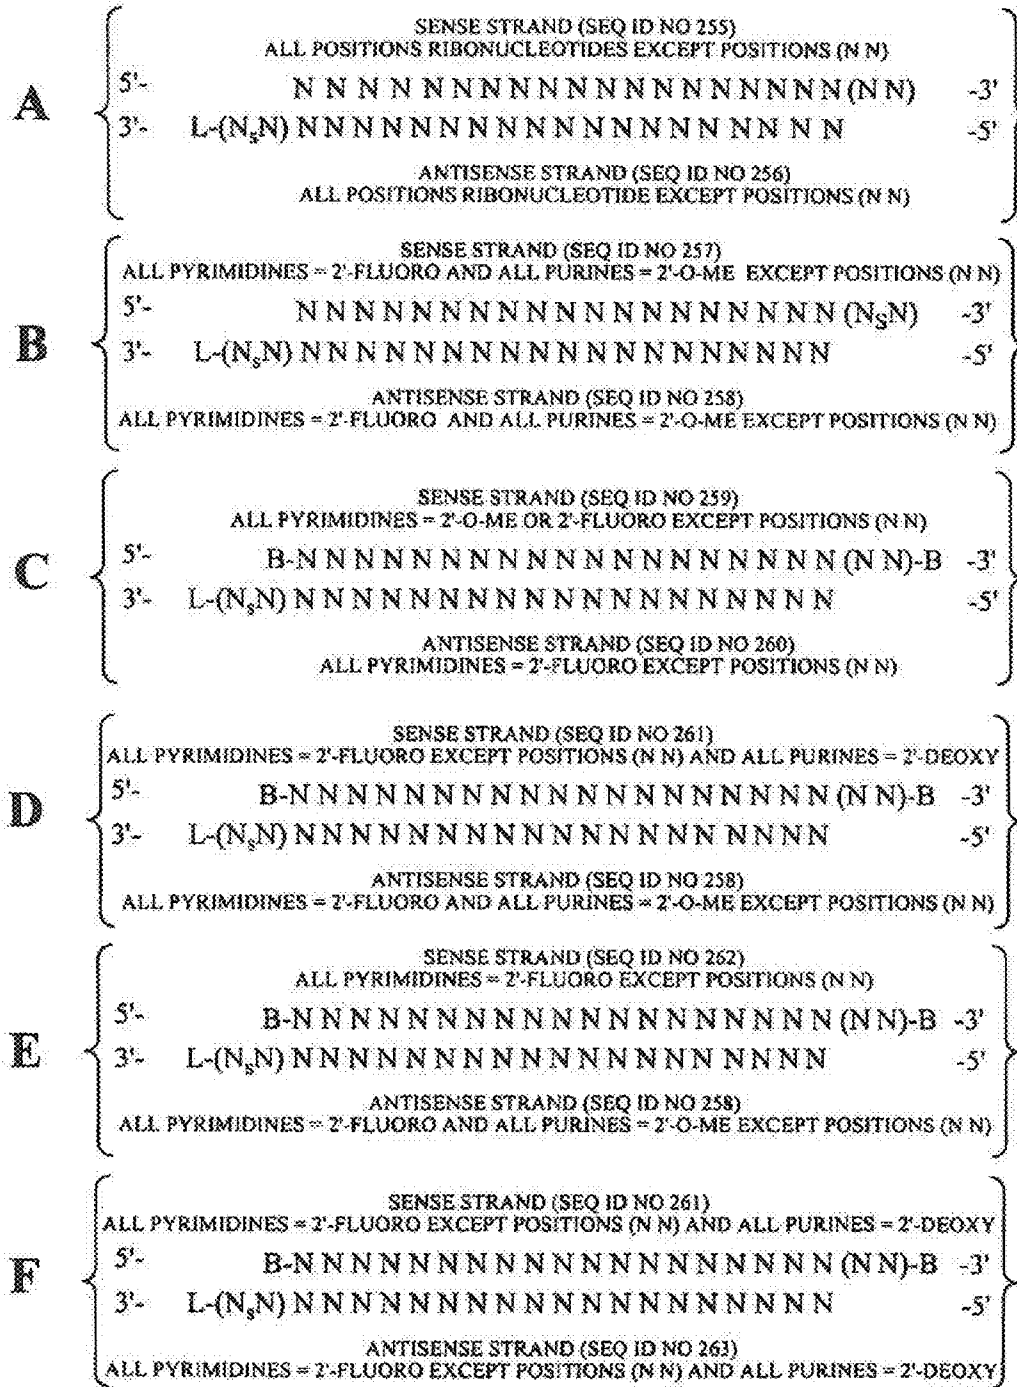 A
SENSE STRAND (SEQ ID NO 255)
ALL POSITIONS RIBONUCLEOTIDES EXCEPT POSITIONS (N N)
5'- N N N N N N N N N N N N N N N N N N N (N N) -3'
3'- L-(NsN) N N N N N N N N N N N N N N N N N N N -5'
ANTISENSE STRAND (SEQ ID NO 256)
ALL POSITIONS RIBONUCLEOTIDE EXCEPT POSITIONS (N N)
B
SENSE STRAND (SEQ ID NO 257)
ALL PYRIMIDINES = 2'-FLUORO AND ALL PURINES = 2'-O-ME EXCEPT POSITIONS (N N)
5'- N N N N N N N N N N N N N N N N N N N (NsN) -3'
3'- L-(NsN) N N N N N N N N N N N N N N N N N N N -5'
ANTISENSE STRAND (SEQ ID NO 258)
ALL PYRIMIDINES = 2'-FLUORO AND ALL PURINES = 2'-O-ME EXCEPT POSITIONS (N N)
C
SENSE STRAND (SEQ ID NO 259)
ALL PYRIMIDINES = 2'-O-ME OR 2'-FLUORO EXCEPT POSITIONS (N N)
5'- B-N N N N N N N N N N N N N N N N N N N (N N)-B -3'
3'- L-(NsN) N N N N N N N N N N N N N N N N N N N -5'
ANTISENSE STRAND (SEQ ID NO 260)
ALL PYRIMIDINES = 2'-FLUORO EXCEPT POSITIONS (N N)
D
SENSE STRAND (SEQ ID NO 261)
ALL PYRIMIDINES = 2'-FLUORO EXCEPT POSITIONS (N N) AND ALL PURINES = 2'-DEOXY
5'- B-N N N N N N N N N N N N N N N N N N N (N N)-B -3'
3'- L-(NsN) N N N N N N N N N N N N N N N N N N N -5'
ANTISENSE STRAND (SEQ ID NO 258)
ALL PYRIMIDINES = 2'-FLUORO AND ALL PURINES = 2'-O-ME EXCEPT POSITIONS (N N)
E
SENSE STRAND (SEQ ID NO 262)
ALL PYRIMIDINES = 2'-FLUORO EXCEPT POSITIONS (N N)
5'- B-N N N N N N N N N N N N N N N N N N N (N N)-B -3'
3'- L-(NsN) N N N N N N N N N N N N N N N N N N N -5'
ANTISENSE STRAND (SEQ ID NO 258)
ALL PYRIMIDINES = 2'-FLUORO AND ALL PURINES = 2'-O-ME EXCEPT POSITIONS (N N)
F
SENSE STRAND (SEQ ID NO 261)
ALL PYRIMIDINES = 2'-FLUORO EXCEPT POSITIONS (N N) AND ALL PURINES = 2'-DEOXY
5'- B-N N N N N N N N N N N N N N N N N N N (N N)-B -3'
3'- L-(NsN) N N N N N N N N N N N N N N N N N N N -5'
ANTISENSE STRAND (SEQ ID NO 263)
ALL PYRIMIDINES = 2'-FLUORO EXCEPT POSITIONS (N N) AND ALL PURINES = 2'-DEOXY